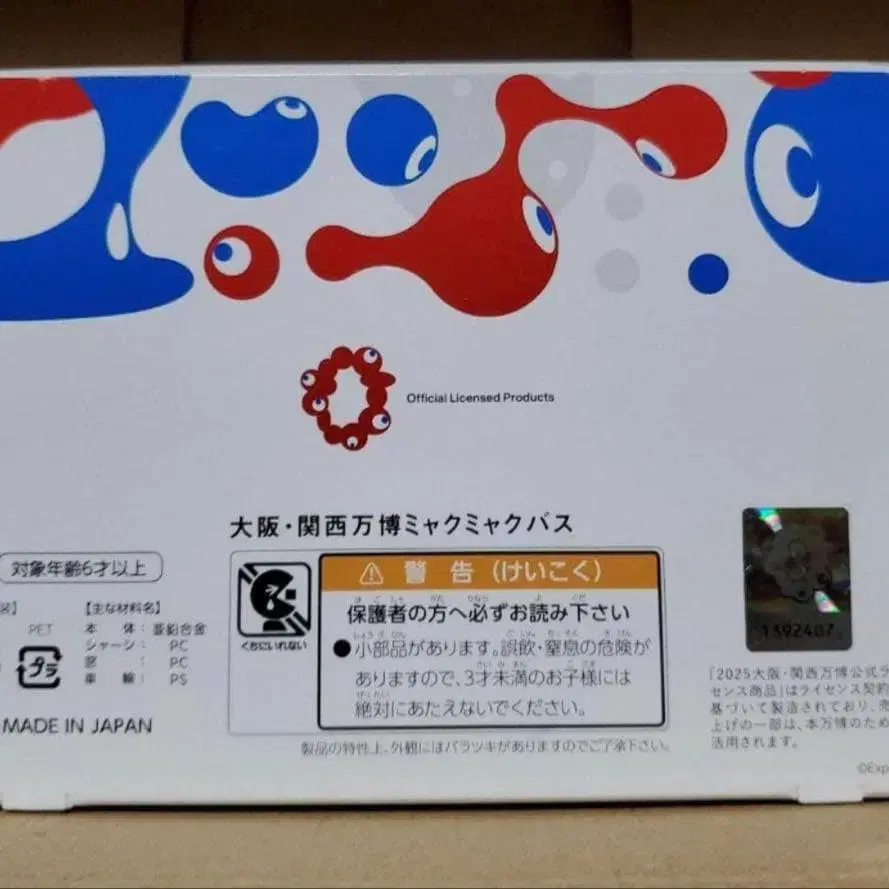 Official Licensed Products
大阪・関西万博ミャクミャクバス
対象年齢6才以上
【主な材料名】
PET
本 体：亜鉛合金
シャーシ：PC
窓：PC
車 輪：PS
プラ
MADE IN JAPAN
くちにいれない
警告（けいこく）
保護者の方へ必ずお読み下さい
●小部品があります。誤飲・窒息の危険が
ありますので、3才未満のお子様には
絶対にあたえないでください。
製品の特性上、外観にはバラツキがありますのでご了承下さい。
1392487
「2025大阪・関西万博公式ラ
センス商品」はライセンス契約
基づいて製造されており、売
上げの一部は、本万博のため
活用されます。
©Exp